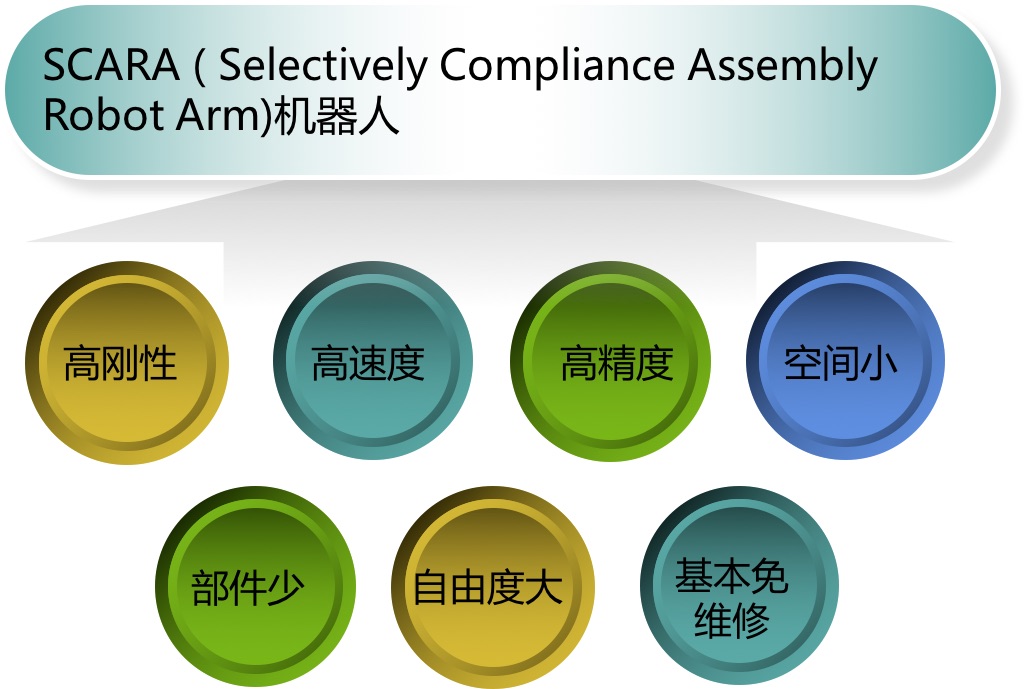 SCARA ( Selectively Compliance Assembly
Robot Arm)机器人
高刚性
高速度
高精度
空间小
部件少
自由度大
基本免
维修